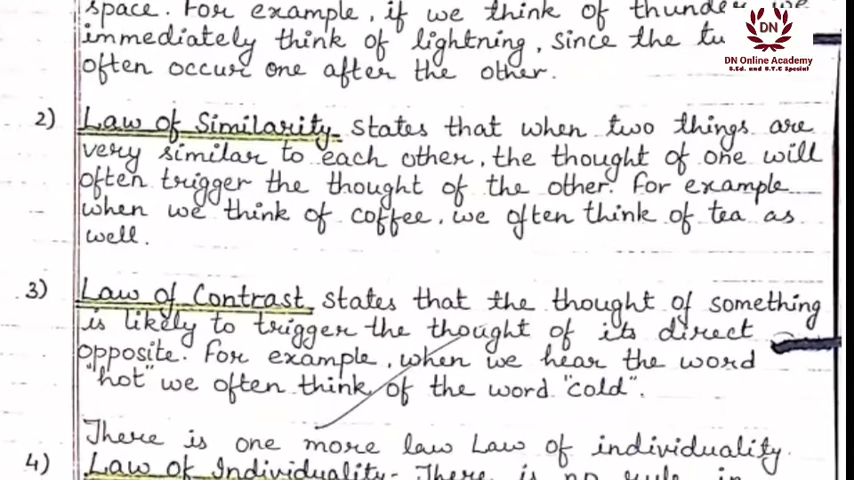 space. For example, if we think of thunder, we
immediately think of lightning, since the
often occur one after the other.
2) Law of Similarity states that when two things are
very similar to each other, the thought of one will
often trigger the thought of the other. For example
when we think of coffee, we often think of tea as
well.
3) Law of Contrast states that the thought of something
is likely to trigger the thought of its direct
opposite. For example, when we hear the word
"hot" we often think of the word "cold".
There is one more law Law of individuality.
4) Law of Individuality - There is no rule in
DN
DN Online Academy
B.Ed. and B.T.C Special